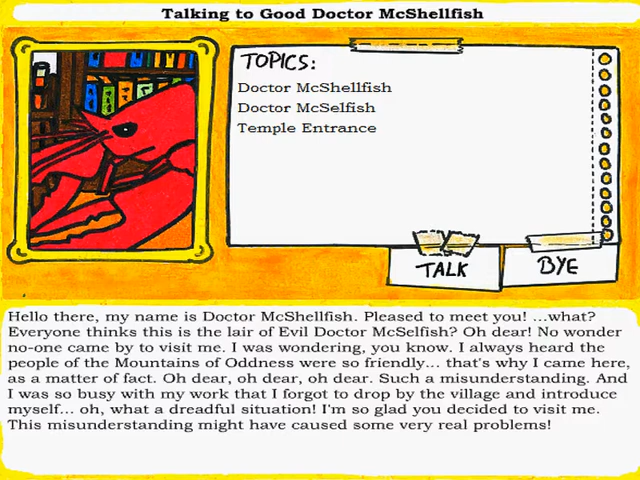 Talking to Good Doctor McShellfish
TOPICS:
Doctor McShellfish
Doctor McSelfish
Temple Entrance
TALK
BYE
Hello there, my name is Doctor McShellfish. Pleased to meet you! ...what?
Everyone thinks this is the lair of Evil Doctor McSelfish? Oh dear! No wonder
no-one came by to visit me. I was wondering, you know. I always heard the
people of the Mountains of Oddness were so friendly... that's why I came here,
as a matter of fact. Oh dear, oh dear, oh dear. Such a misunderstanding. And
I was so busy with my work that I forgot to drop by the village and introduce
myself... oh, what a dreadful situation! I'm so glad you decided to visit me.
This misunderstanding might have caused some very real problems!